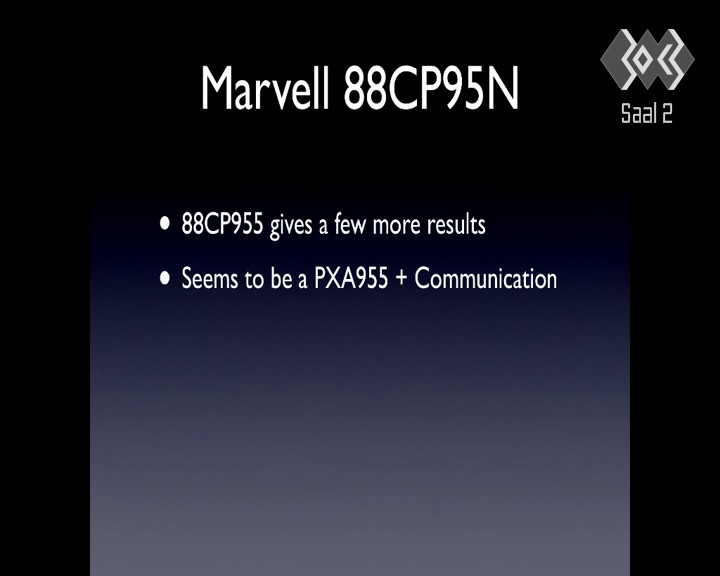 Marvell 88CP95N
Saal 2
• 88CP955 gives a few more results
• Seems to be a PXA955 + Communication